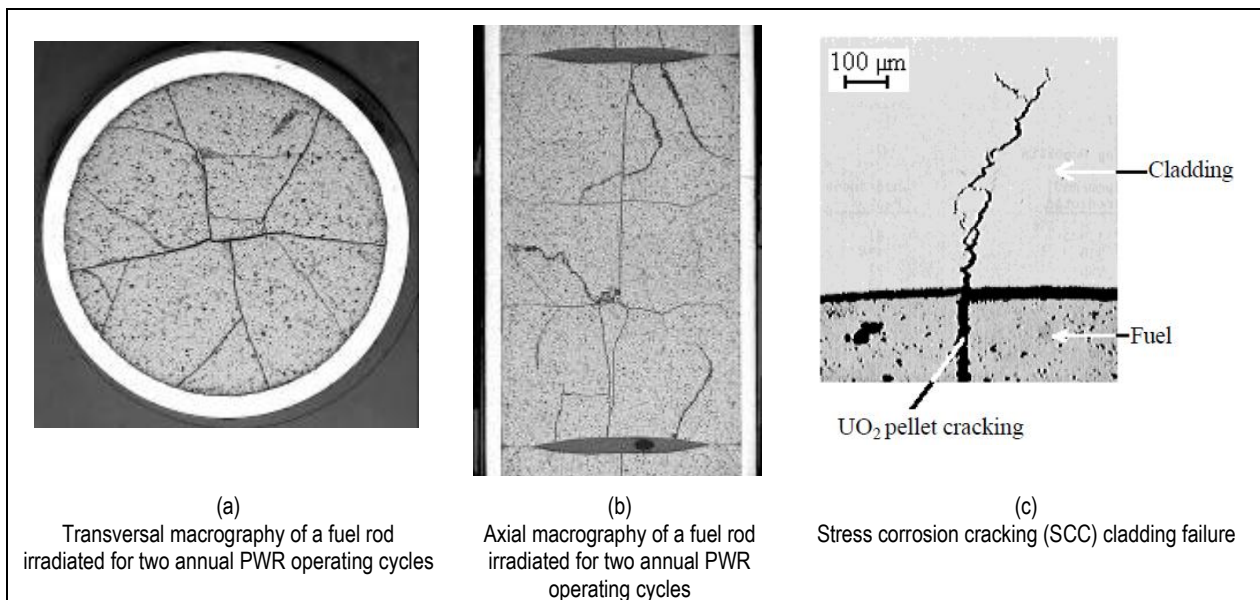 100 µm
Cladding
Fuel
UO₂ pellet cracking
(a)
Transversal macrography of a fuel rod
irradiated for two annual PWR operating cycles
(b)
Axial macrography of a fuel rod
irradiated for two annual PWR
operating cycles
(c)
Stress corrosion cracking (SCC) cladding failure